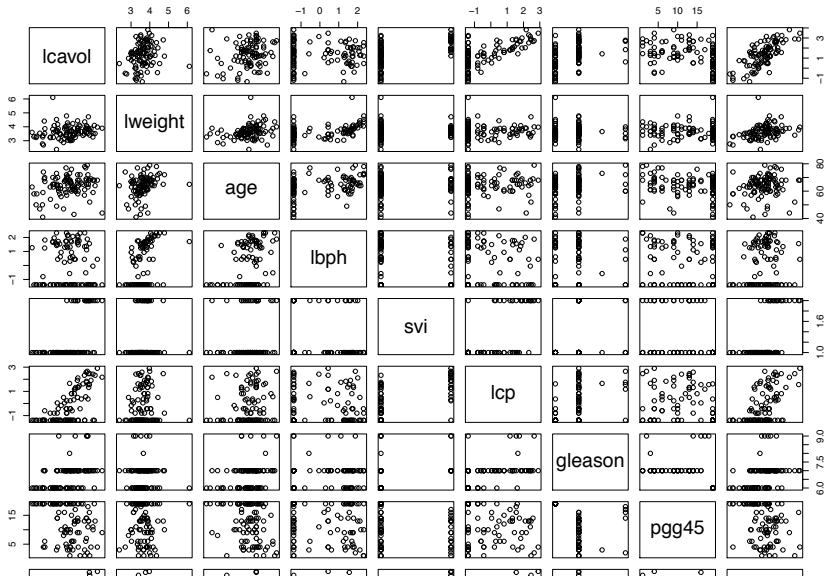 3 4 5 6
−1 0 1 2
−1 0 1 2 3
5 10 15
lcavol
−1 1 3
3 4 5 6
lweight
age
40 60 80
−1 1 2
lbph
svi
1.0 1.6
−1 1 3
lcp
gleason
6.0 7.5 9.0
5 15
pgg45